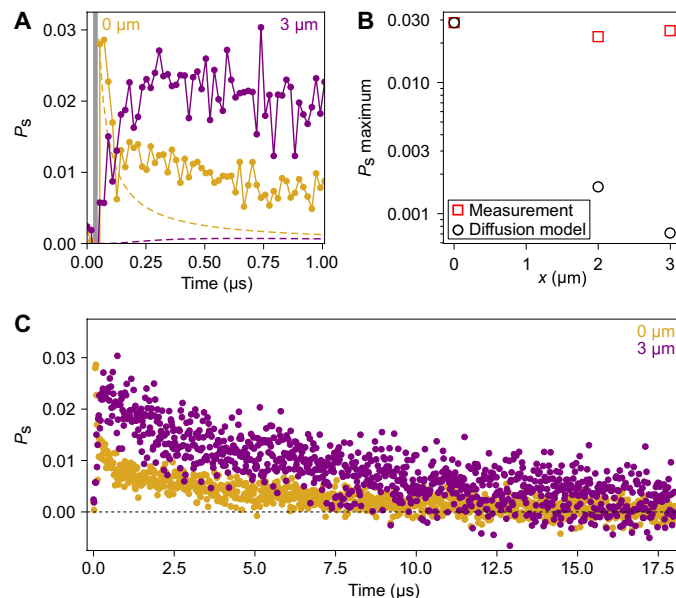 A
0 µm
3 µm
0.03
0.02
0.01
0.00
Ps
0.00
0.25
0.50
0.75
1.00
Time (µs)
B
0.030
0.010
0.003
0.001
Ps maximum
Measurement
Diffusion model
0
1
2
3
x (µm)
C
0 µm
3 µm
0.03
0.02
0.01
0.00
Ps
0.0
2.5
5.0
7.5
10.0
12.5
15.0
17.5
Time (µs)